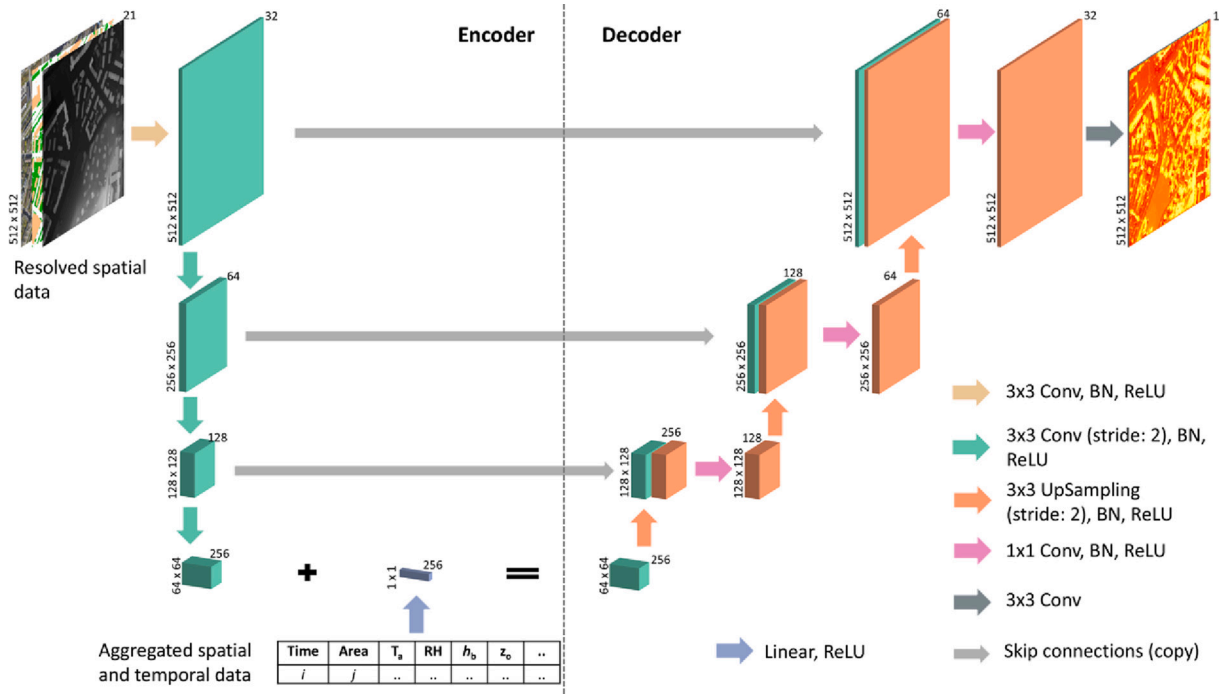 21
32
Encoder
Decoder
64
32
1
512 x 512
512 x 512
512 x 512
512 x 512
512 x 512
Resolved spatial
data
64
256 x 256
128
256 x 256
64
256 x 256
128
128 x 128
256
128 x 128
128
128 x 128
256
64 x 64
+
256
1 x 1
=
256
64 x 64
Aggregated spatial
and temporal data
Time Area Ta RH hb zo ..
i j .. .. .. .. ..
Linear, ReLU
3x3 Conv, BN, ReLU
3x3 Conv (stride: 2), BN,
ReLU
3x3 UpSampling
(stride: 2), BN, ReLU
1x1 Conv, BN, ReLU
3x3 Conv
Skip connections (copy)